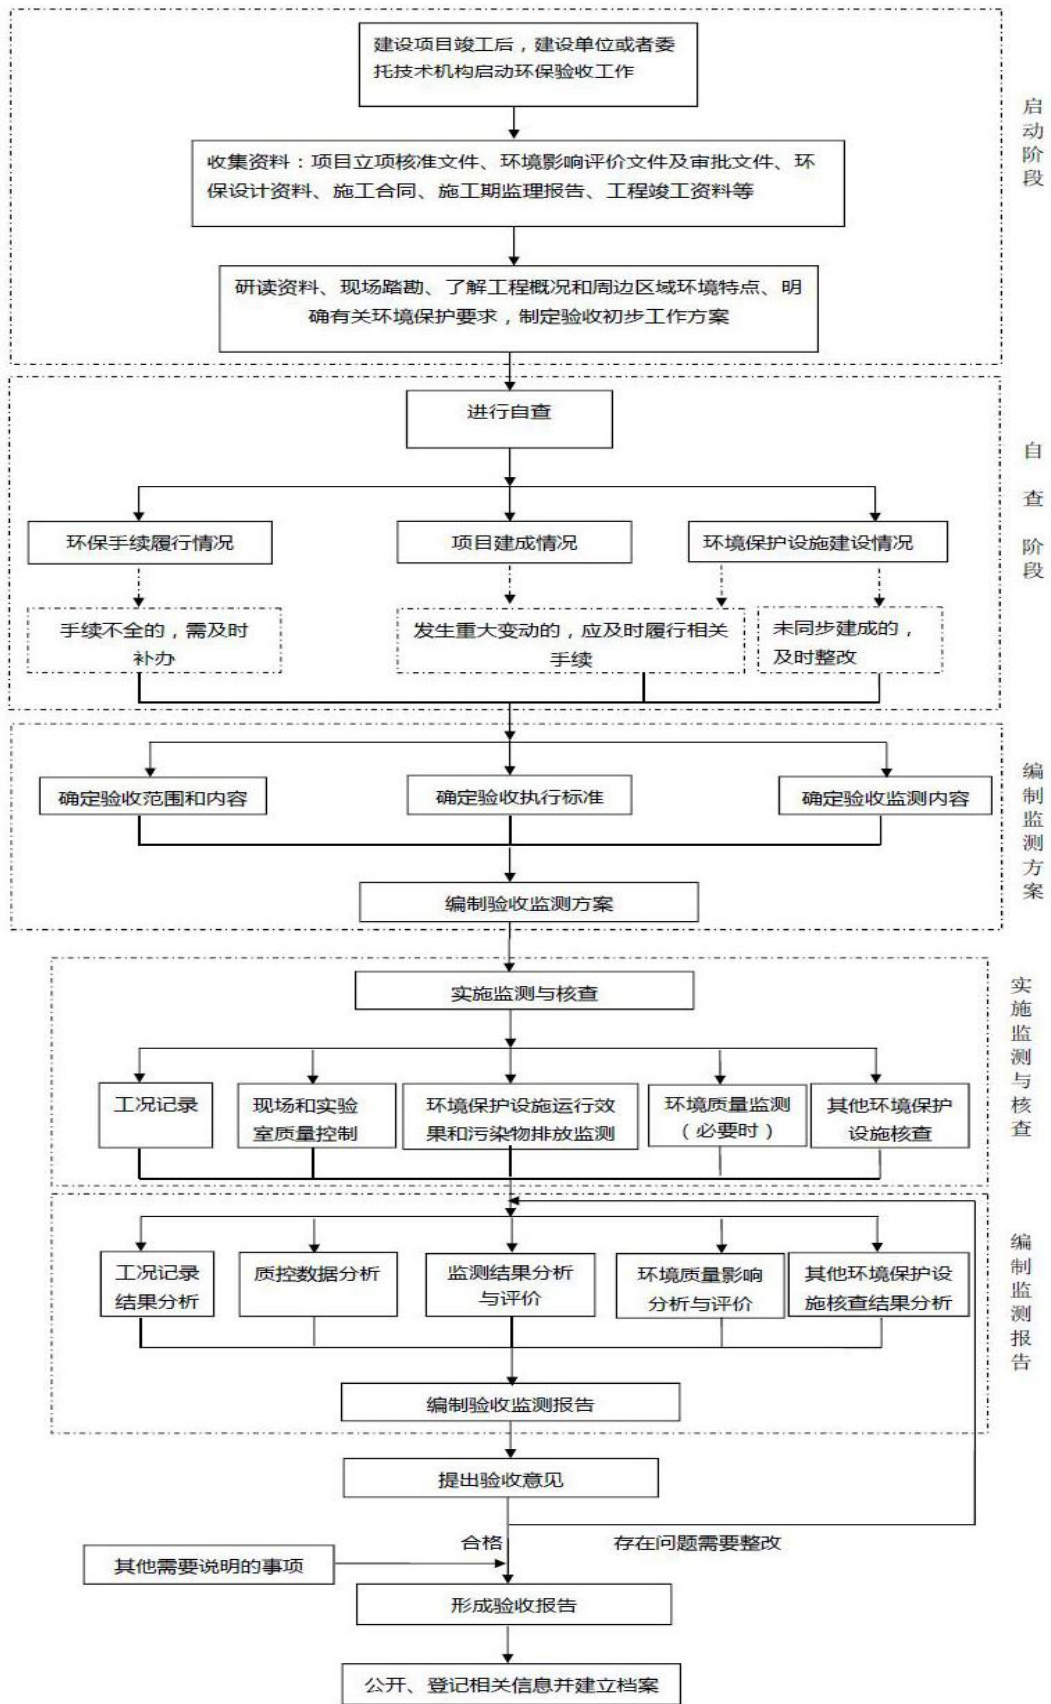 建设项目竣工后，建设单位或者委
托技术机构启动环保验收工作
启动阶段
收集资料：项目立项核准文件、环境影响评价文件及审批文件、环
保设计资料、施工合同、施工期监理报告、工程竣工资料等
研读资料、现场踏勘、了解工程概况和周边区域环境特点、明
确有关环境保护要求，制定验收初步工作方案
进行自查
自查阶段
环保手续履行情况
项目建成情况
环境保护设施建设情况
手续不全的，需及时
补办
发生重大变动的，应及时履行相关
手续
未同步建成的，
及时整改
编制监测方案
确定验收范围和内容
确定验收执行标准
确定验收监测内容
编制验收监测方案
实施监测与核查
实施监测与核查
工况记录
现场和实验
室质量控制
环境保护设施运行效
果和污染物排放监测
环境质量监测
（必要时）
其他环境保护
设施核查
编制监测报告
工况记录
结果分析
质控数据分析
监测结果分析
与评价
环境质量影响
分析与评价
其他环境保护设
施核查结果分析
编制验收监测报告
提出验收意见
合格
存在问题需要整改
其他需要说明的事项
形成验收报告
公开、登记相关信息并建立档案